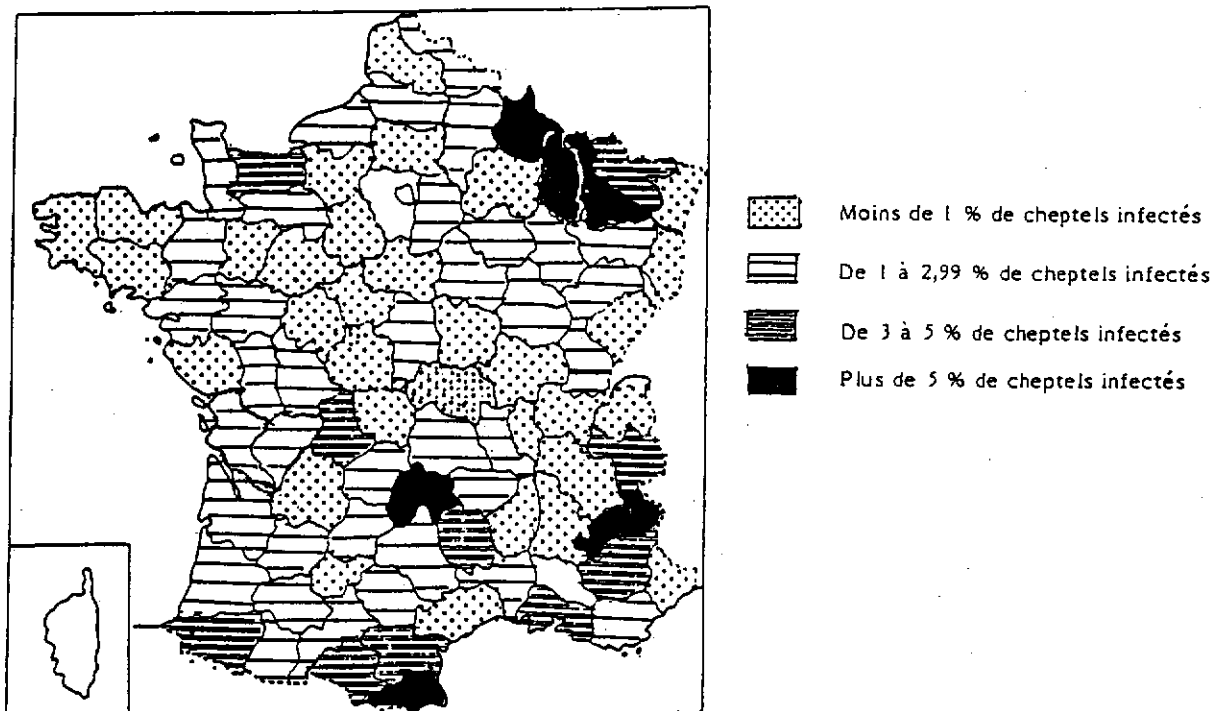 Moins de 1 % de cheptels infectés
De 1 à 2,99 % de cheptels infectés
De 3 à 5 % de cheptels infectés
Plus de 5 % de cheptels infectés